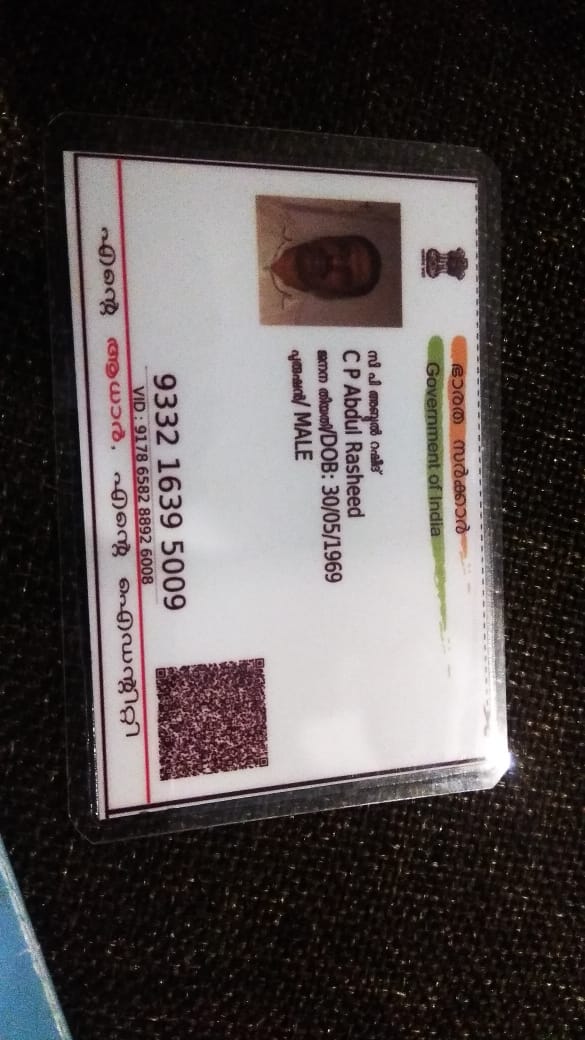 ഭാരത സർക്കാർ
Government of India
സി പി അബ്ദുൽ റഷീദ്
C P Abdul Rasheed
ജനന തിയതി/DOB: 30/05/1969
പുരുഷൻ/ MALE
9332 1639 5009
VID : 9178 6582 8892 6008
എന്റെ ആധാർ, എന്റെ ഐഡന്റിറ്റി